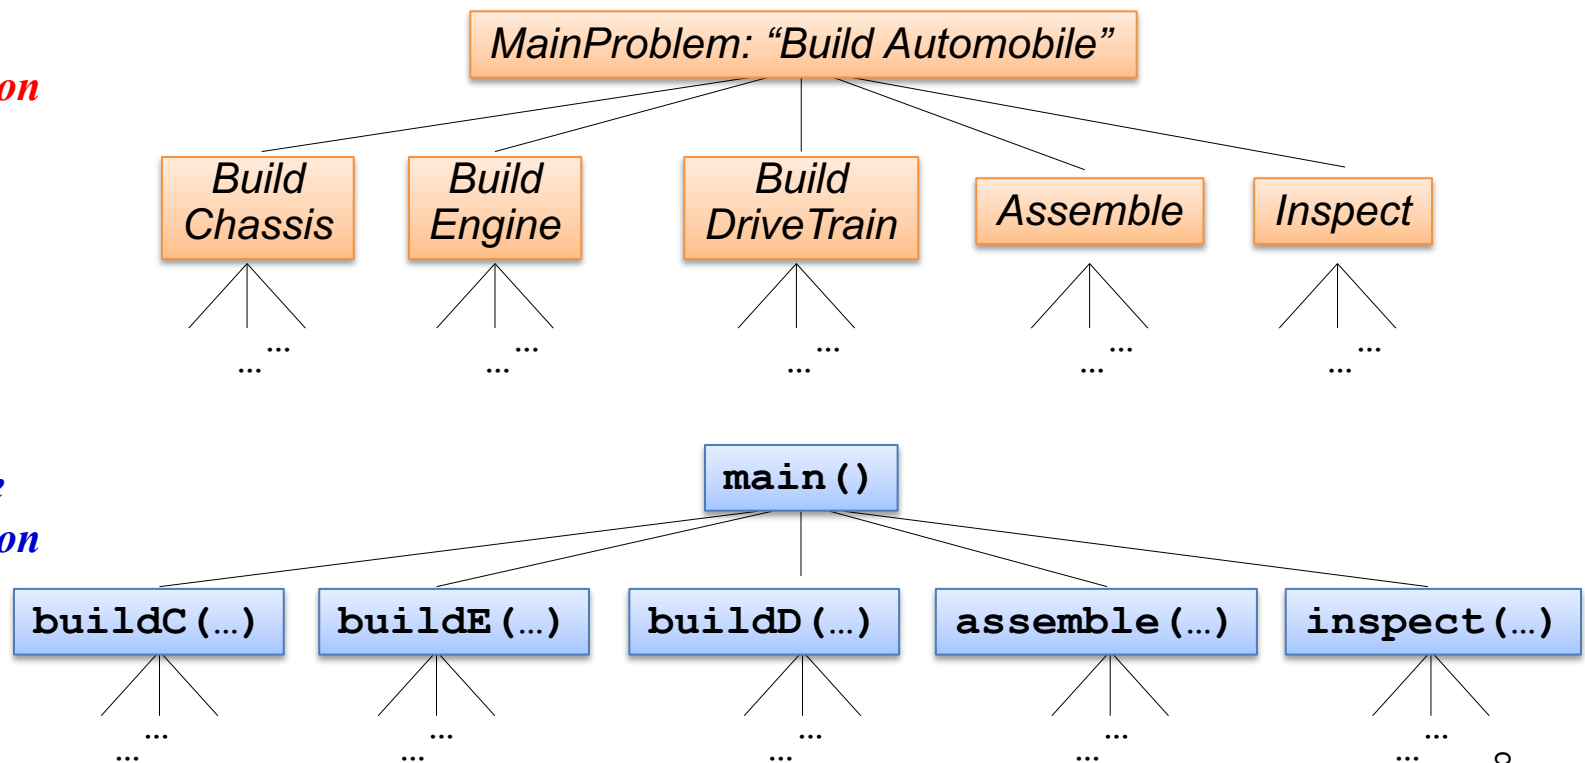 MainProblem: “Build Automobile”
on
Build
Chassis
Build
Engine
Build
DriveTrain
Assemble
Inspect
...
...
...
...
...
...
...
...
...
...
main()
on
buildC(…)
buildE(…)
buildD(…)
assemble(…)
inspect(…)
...
...
...
...
...
...
...
...
...
...